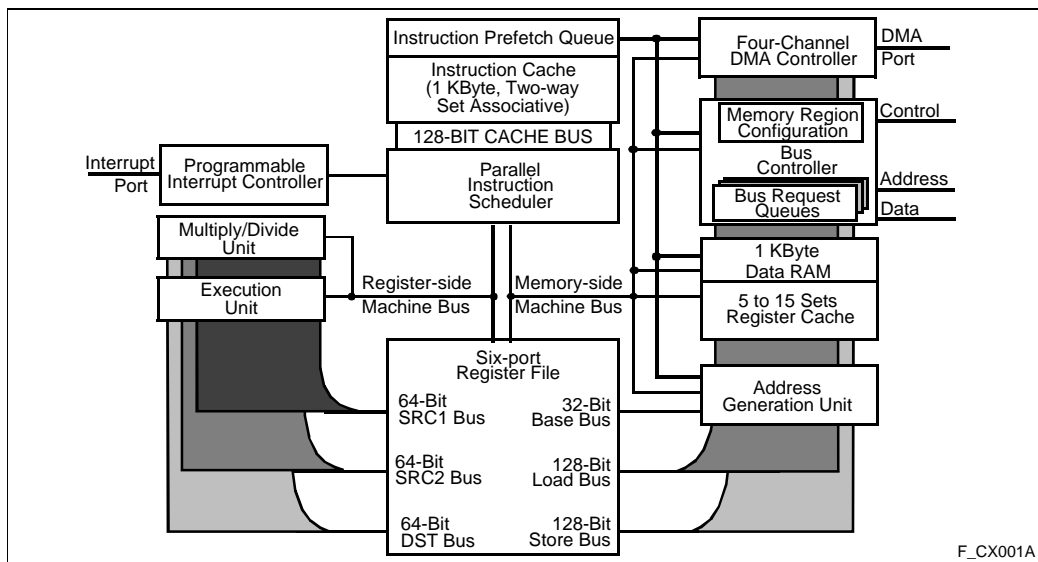 Instruction Prefetch Queue
Instruction Cache
(1 KByte, Two-way
Set Associative)
128-BIT CACHE BUS
Interrupt
Port
Programmable
Interrupt Controller
Parallel
Instruction
Scheduler
Multiply/Divide
Unit
Execution
Unit
Register-side
Machine Bus
Memory-side
Machine Bus
Four-Channel
DMA Controller
DMA
Port
Memory Region
Configuration
Bus
Controller
Bus Request
Queues
Control
Address
Data
1 KByte
Data RAM
5 to 15 Sets
Register Cache
Address
Generation Unit
Six-port
Register File
64-Bit
SRC1 Bus
32-Bit
Base Bus
64-Bit
SRC2 Bus
128-Bit
Load Bus
64-Bit
DST Bus
128-Bit
Store Bus
F_CX001A